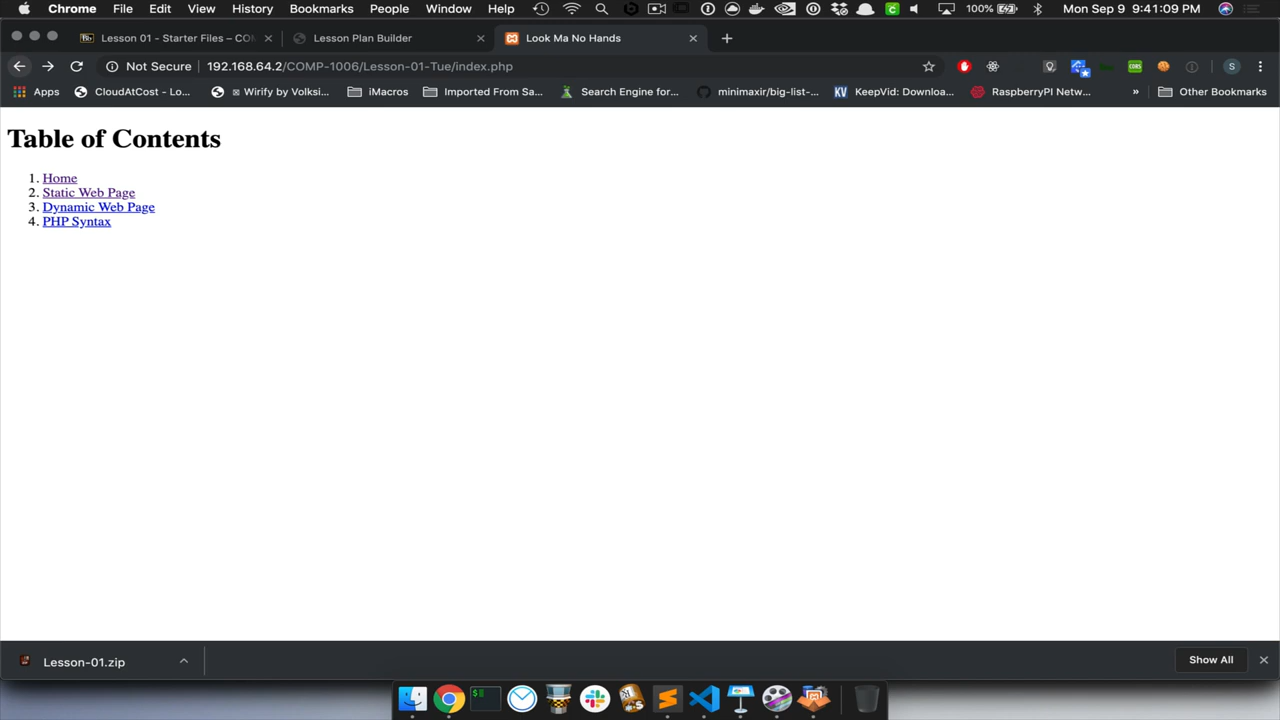 Chrome File Edit View History Bookmarks People Window Help 100% Mon Sep 9 9:41:09 PM
Lesson 01 - Starter Files – COM
Lesson Plan Builder
Look Ma No Hands
Not Secure 192.168.64.2/COMP-1006/Lesson-01-Tue/index.php
Apps CloudAtCost - Lo... Wirify by Volksi... iMacros Imported From Sa... Search Engine for... minimaxir/big-list-... KeepVid: Downloa... RaspberryPI Netw... » Other Bookmarks
Table of Contents
1. Home
2. Static Web Page
3. Dynamic Web Page
4. PHP Syntax
Lesson-01.zip
Show All